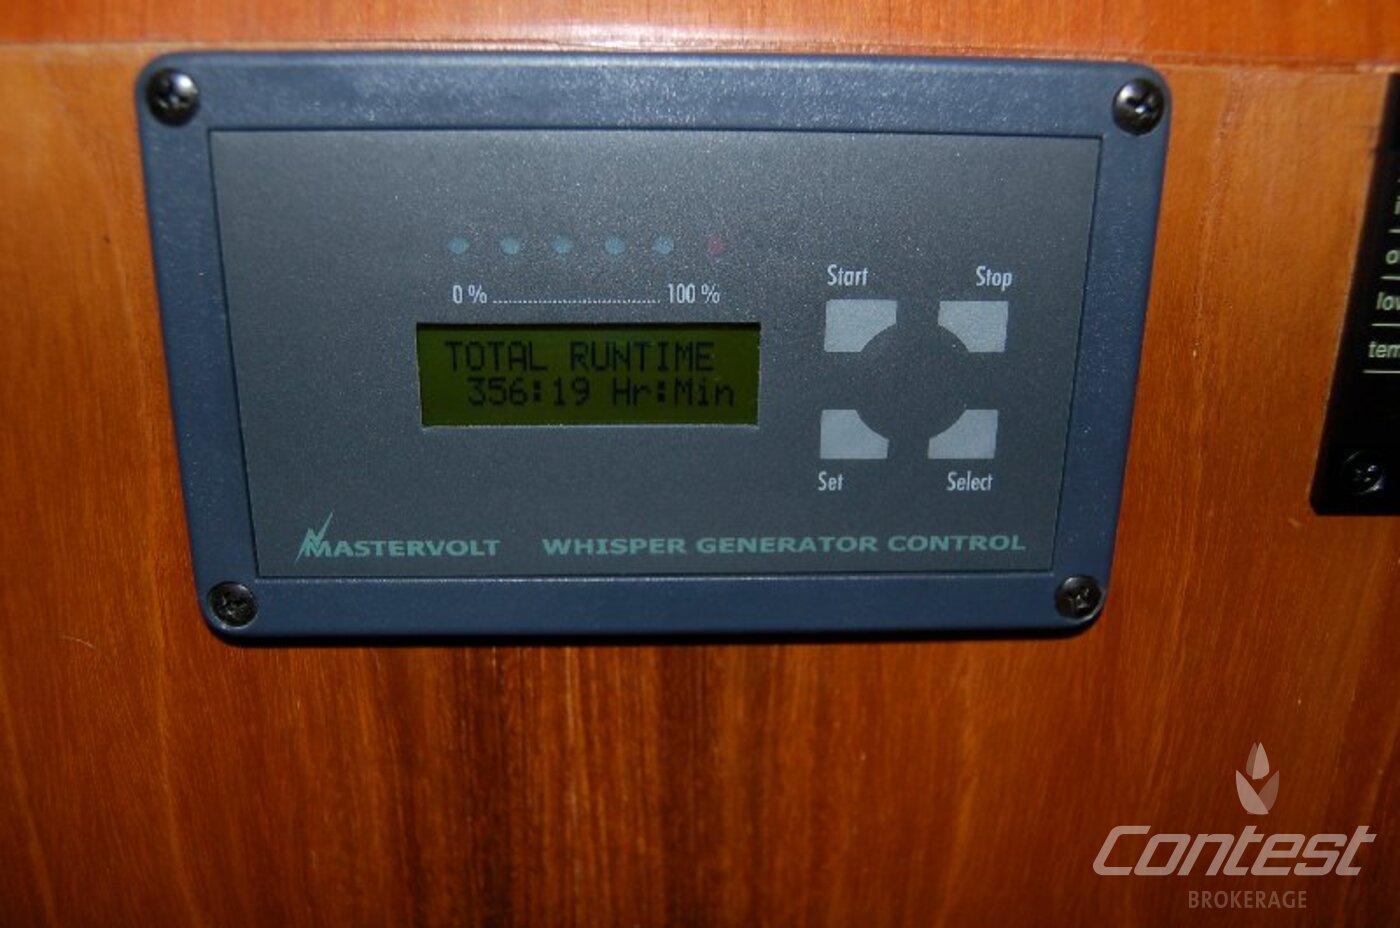 0 % ........................................ 100 %
Start
Stop
TOTAL RUNTIME
356:19 Hr:Min
Set
Select
MASTERVOLT WHISPER GENERATOR CONTROL
Contest
BROKERAGE